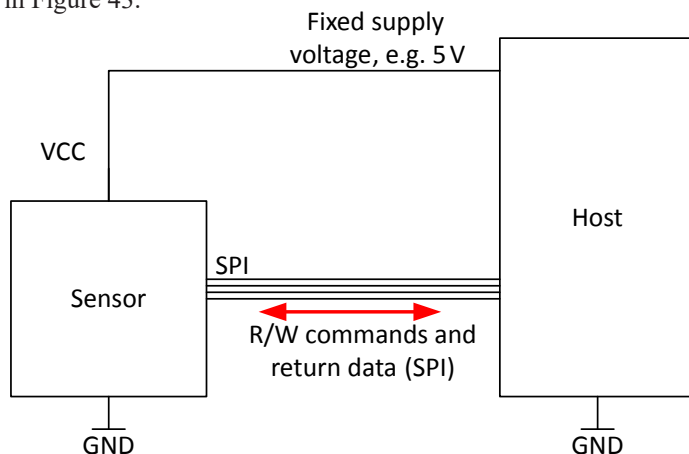 in Figure 43.
Fixed supply
voltage, e.g. 5 V
VCC
Host
SPI
Sensor
R/W commands and
return data (SPI)
GND
GND